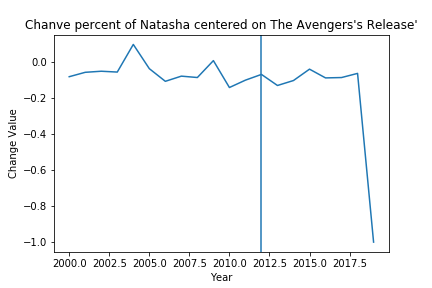 Chanve percent of Natasha centered on The Avengers's Release'
0.0
−0.2
−0.4
−0.6
−0.8
−1.0
Change Value
2000.0 2002.5 2005.0 2007.5 2010.0 2012.5 2015.0 2017.5
Year